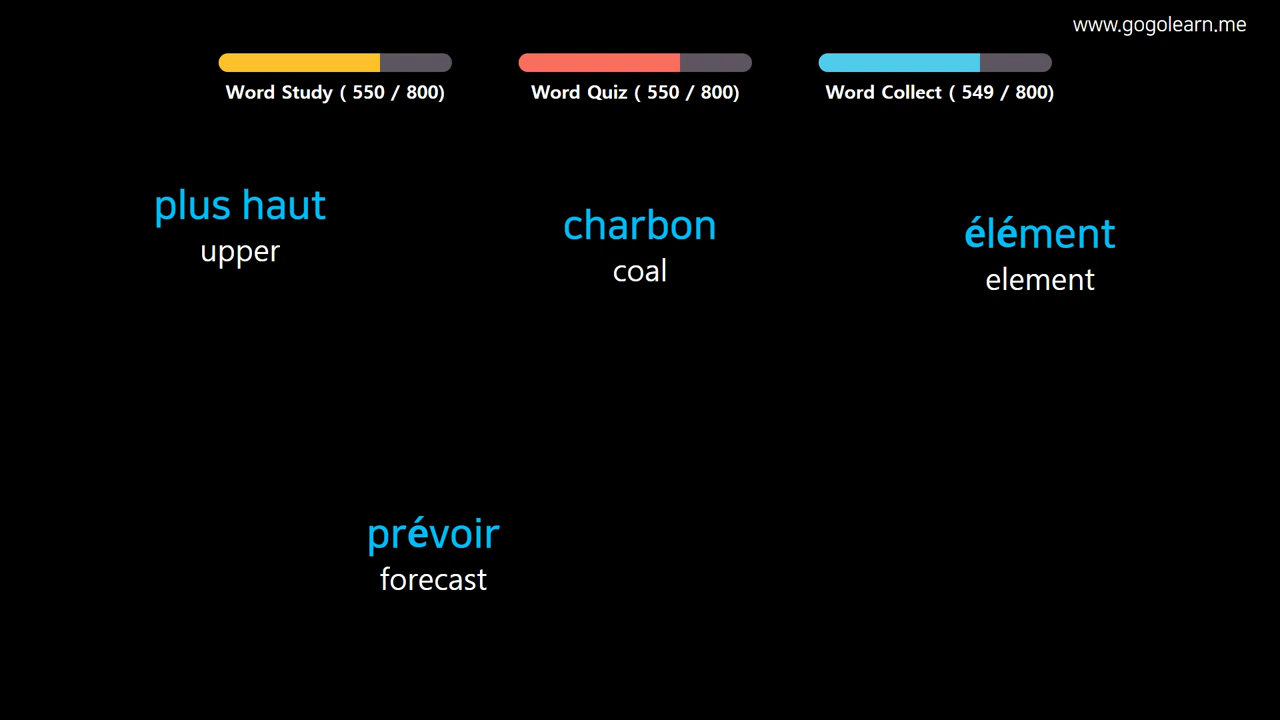 www.gogolearn.me
Word Study ( 550 / 800)
Word Quiz ( 550 / 800)
Word Collect ( 549 / 800)
plus haut
upper
charbon
coal
élément
element
prévoir
forecast